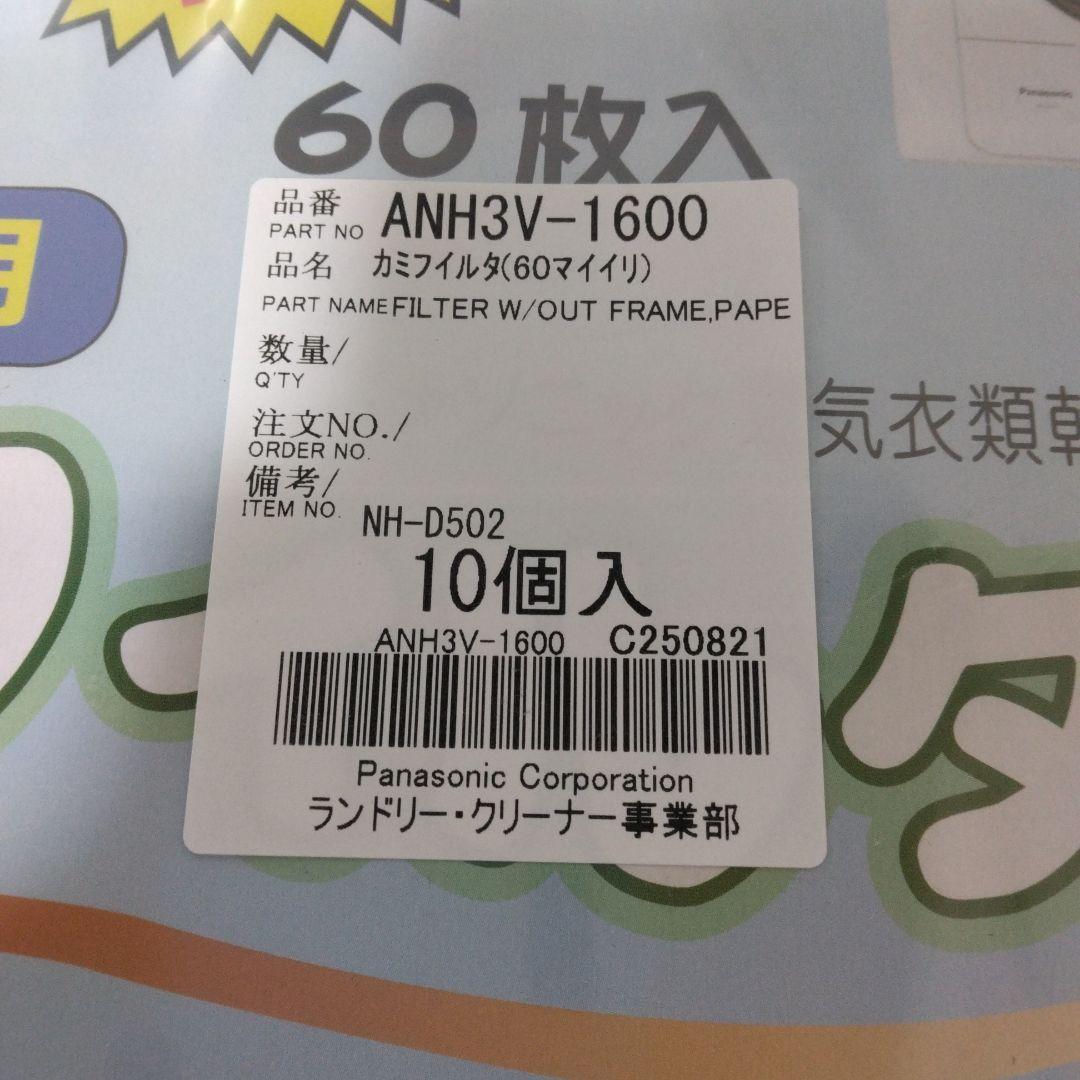 60枚入
Panasonic
品番
PART NO ANH3V-1600
品名 カミフイルタ(60マイイリ)
PART NAME FILTER W/OUT FRAME,PAPE
数量/
Q'TY
注文NO./
ORDER NO.
備考/
ITEM NO. NH-D502
10個入
ANH3V-1600 C250821
Panasonic Corporation
ランドリー・クリーナー事業部
用
気衣類乾